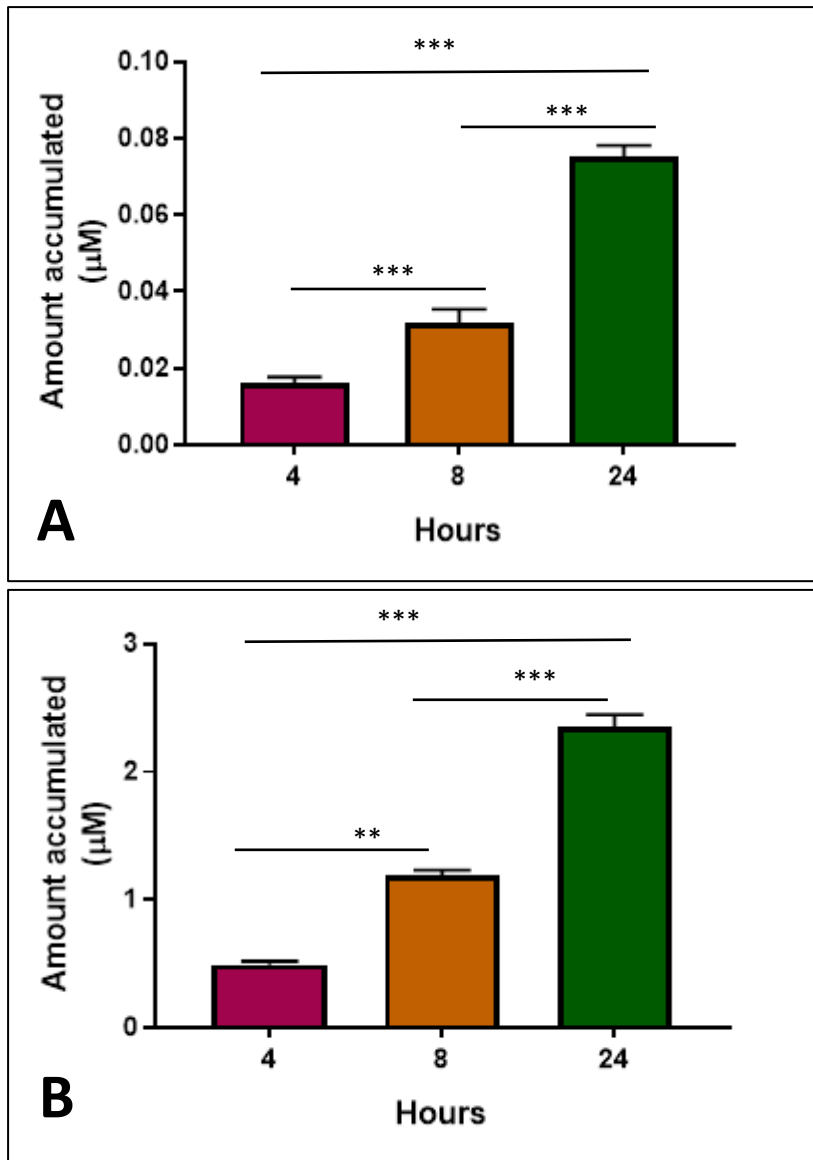 ***
0.10
***
0.08
Amount accumulated
(μM)
0.06
***
0.04
0.02
0.00
4 8 24
Hours
A
***
3
***
Amount accumulated
(μM)
2
**
1
0
4 8 24
Hours
B